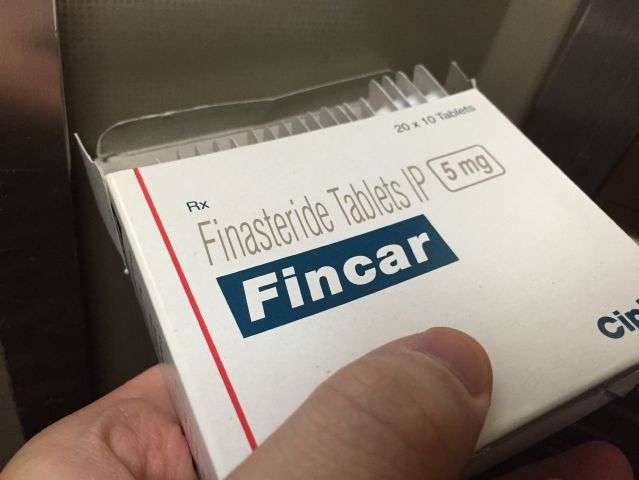 20 x 10 Tablets
Rx
Finasteride Tablets IP 5 mg
Fincar